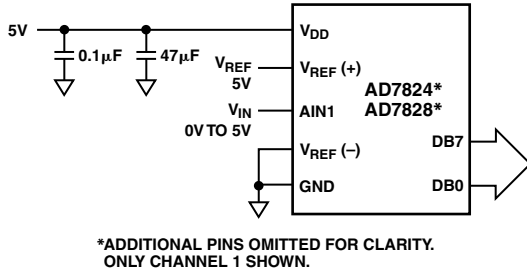 5V
0.1μF
47μF
VDD
VREF
5V
VREF (+)
VIN
0V TO 5V
AIN1
AD7824*
AD7828*
VREF (–)
GND
DB7
DB0
*ADDITIONAL PINS OMITTED FOR CLARITY.
ONLY CHANNEL 1 SHOWN.